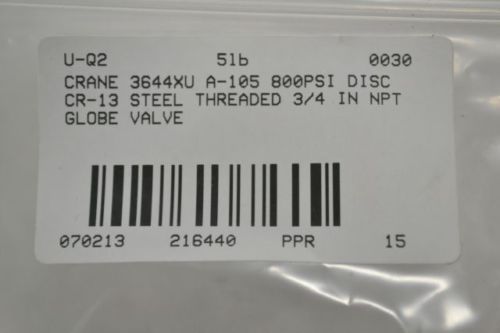 U-Q2 5lb 0030
CRANE 3644XU A-105 800PSI DISC
CR-13 STEEL THREADED 3/4 IN NPT
GLOBE VALVE
070213 216440 PPR 15